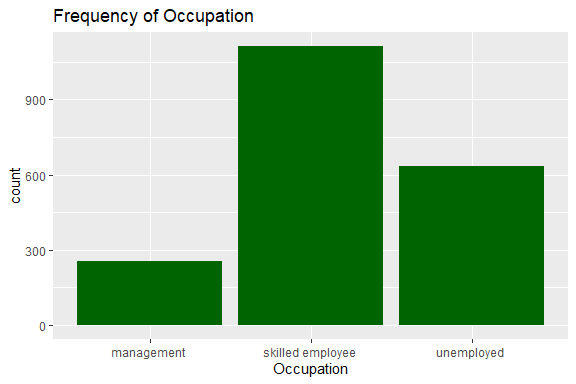 Frequency of Occupation
count
900
600
300
0
management
skilled employee
unemployed
Occupation